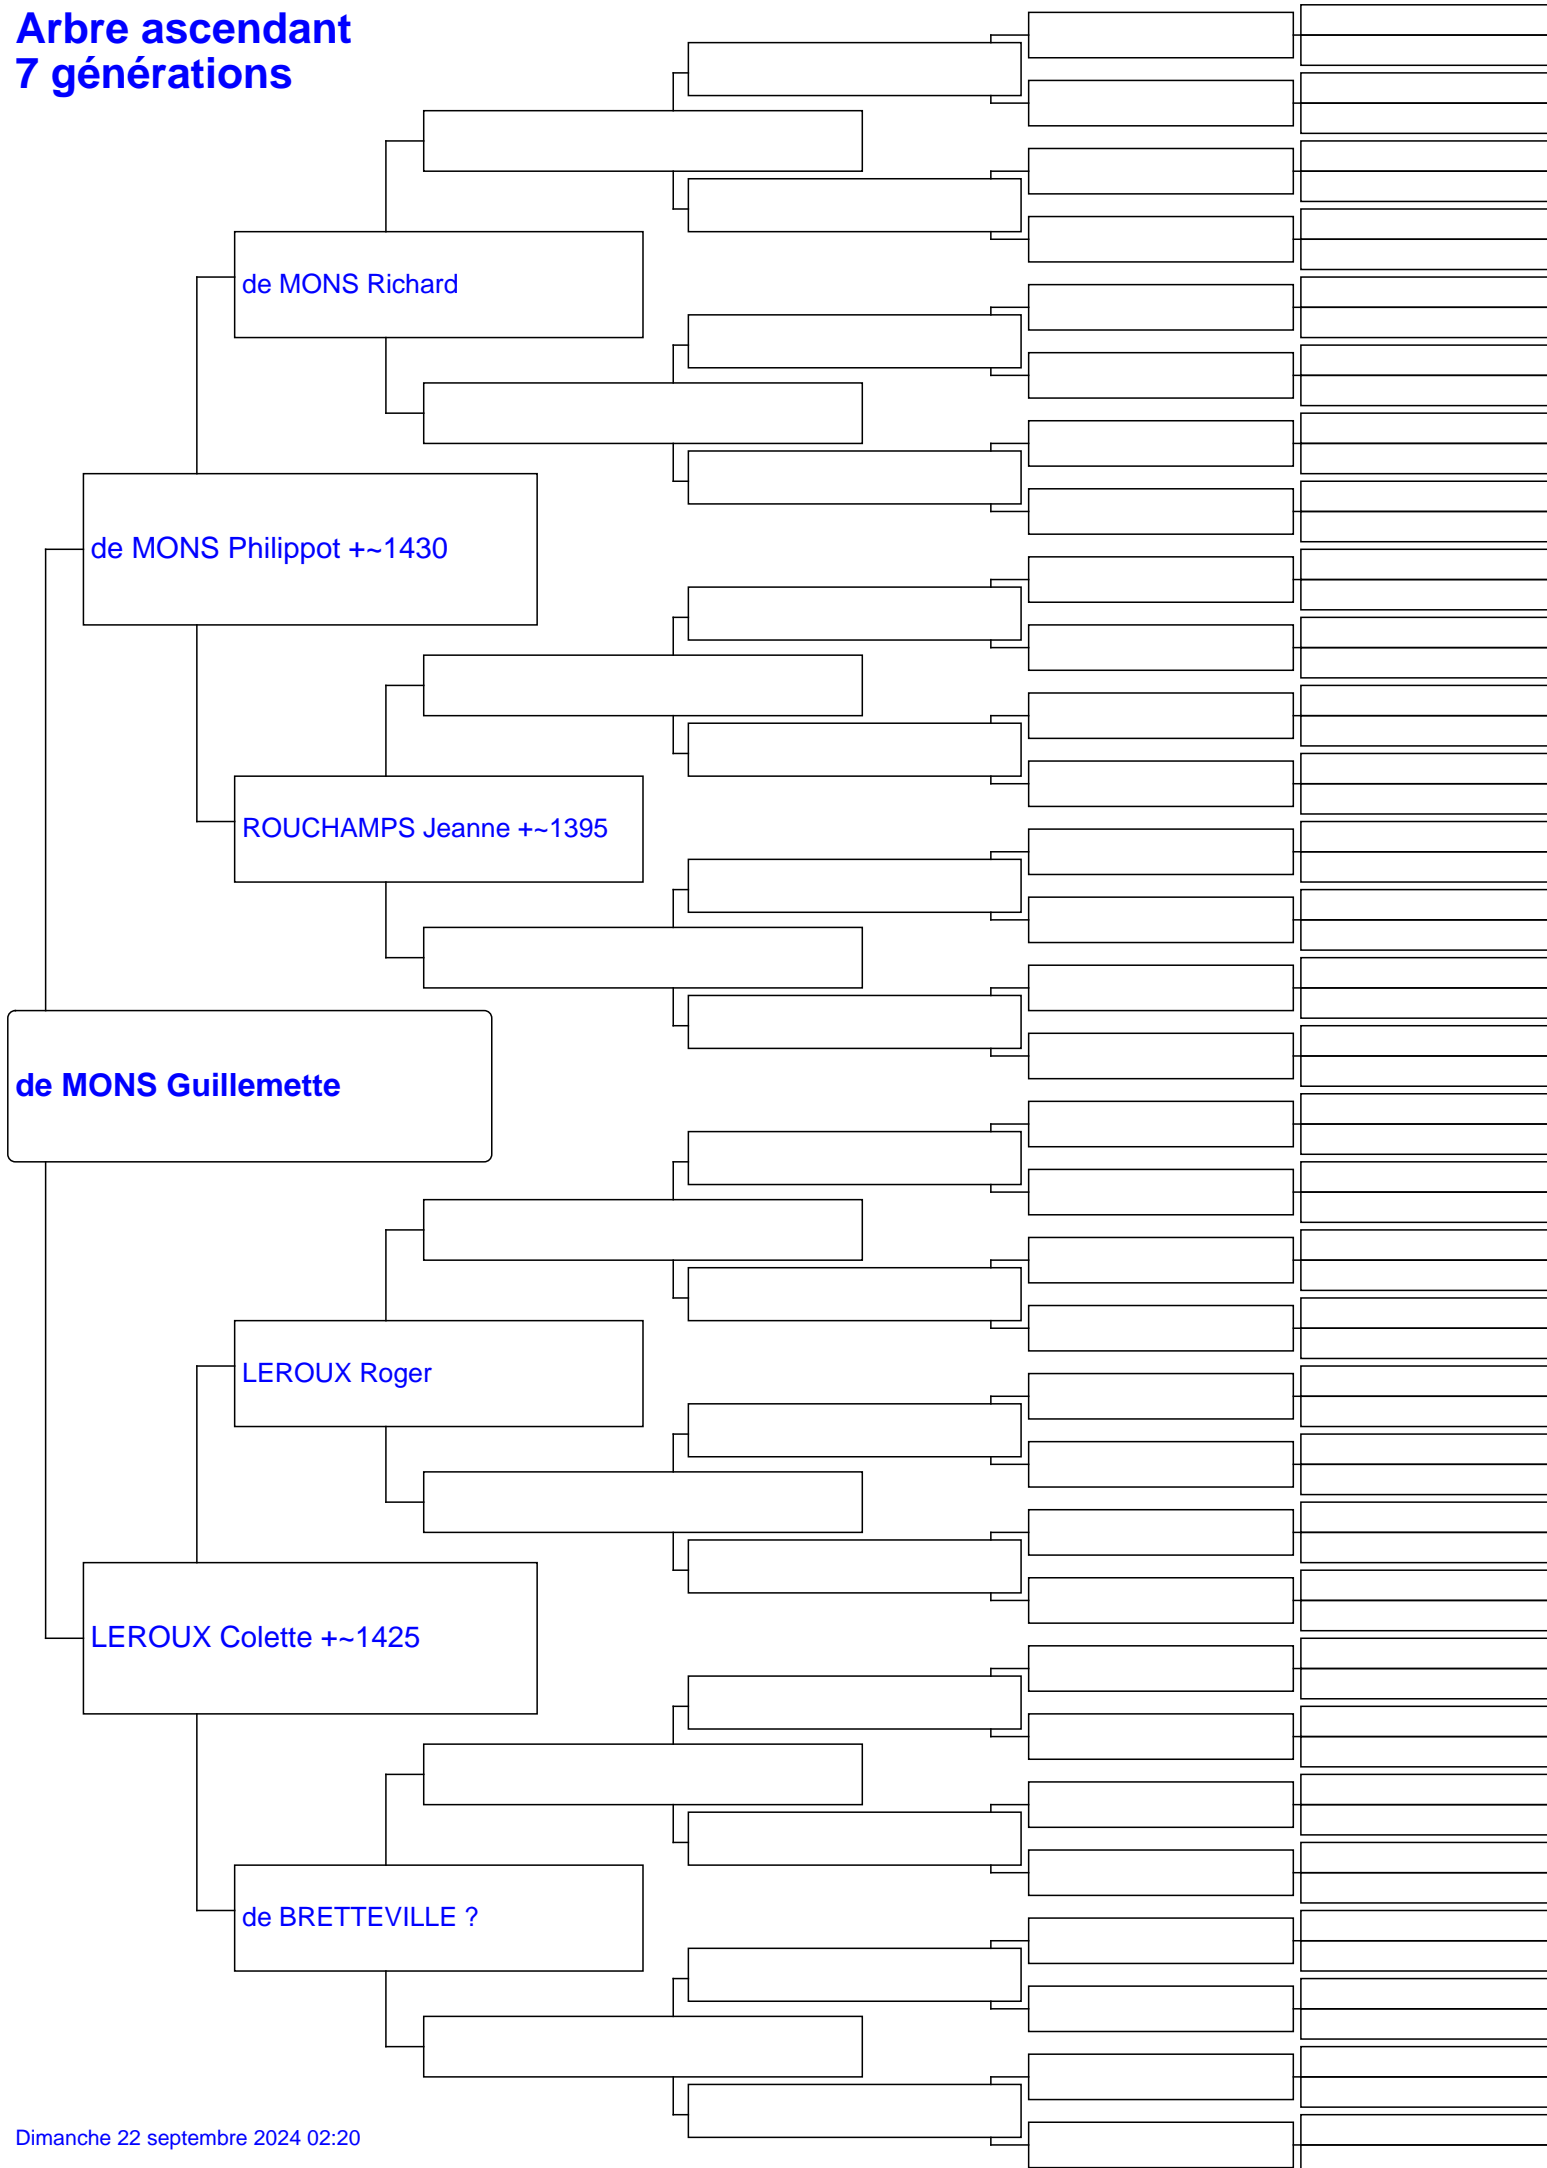 Arbre ascendant
7 générations
de MONS Richard
de MONS Philippot +~1430
ROUCHAMPS Jeanne +~1395
de MONS Guillemette
LEROUX Roger
LEROUX Colette +~1425
de BRETTEVILLE ?
Dimanche 22 septembre 2024 02:20